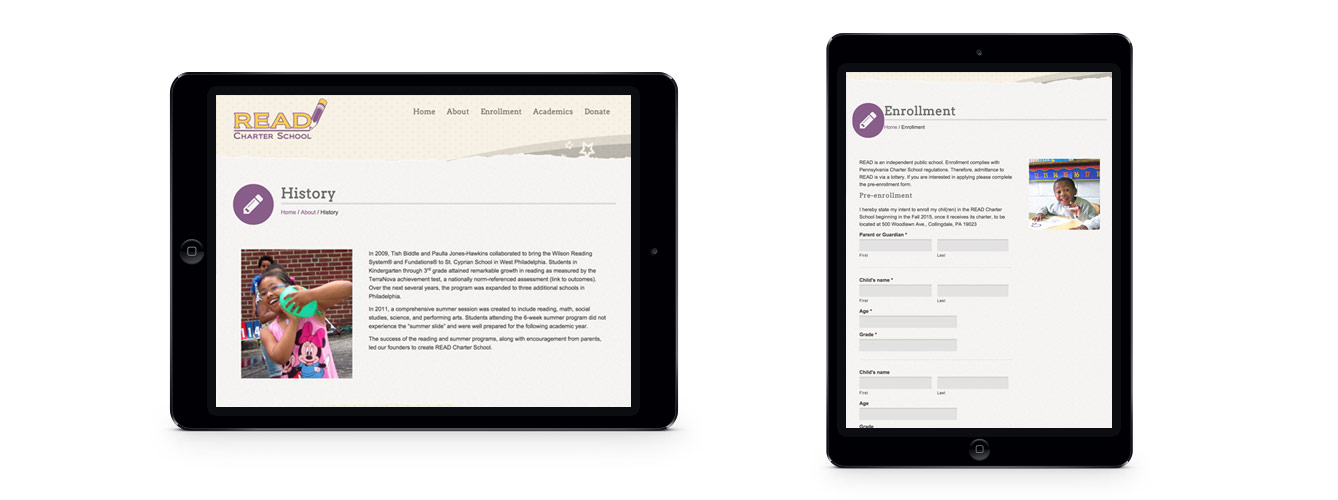 READ
CHARTER SCHOOL
Home About Enrollment Academics Donate
History
Home / About / History
In 2009, Tish Biddle and Paulla Jones-Hawkins collaborated to bring the Wilson Reading
System® and Fundations® to St. Cyprian School in West Philadelphia. Students in
Kindergarten through 3rd grade attained remarkable growth in reading as measured by the
TerraNova achievement test, a nationally norm-referenced assessment (link to outcomes).
Over the next several years, the program was expanded to three additional schools in
Philadelphia.
In 2011, a comprehensive summer session was created to include reading, math, social
studies, science, and performing arts. Students attending the 6-week summer program did not
experience the "summer slide" and were well prepared for the following academic year.
The success of the reading and summer programs, along with encouragement from parents,
led our founders to create READ Charter School.
Enrollment
Home / Enrollment
READ is an independent public school. Enrollment complies with
Pennsylvania Charter School regulations. Therefore, admittance to
READ is via a lottery. If you are interested in applying please complete
the pre-enrollment form.
Pre-enrollment
I hereby state my intent to enroll my chil(ren) in the READ Charter
School beginning in the Fall 2015, once it receives its charter, to be
located at 500 Woodlawn Ave., Collingdale, PA 19023
Parent or Guardian *
First Last
Child's name *
First Last
Age *
Grade *
Child's name
First Last
Age
Grade